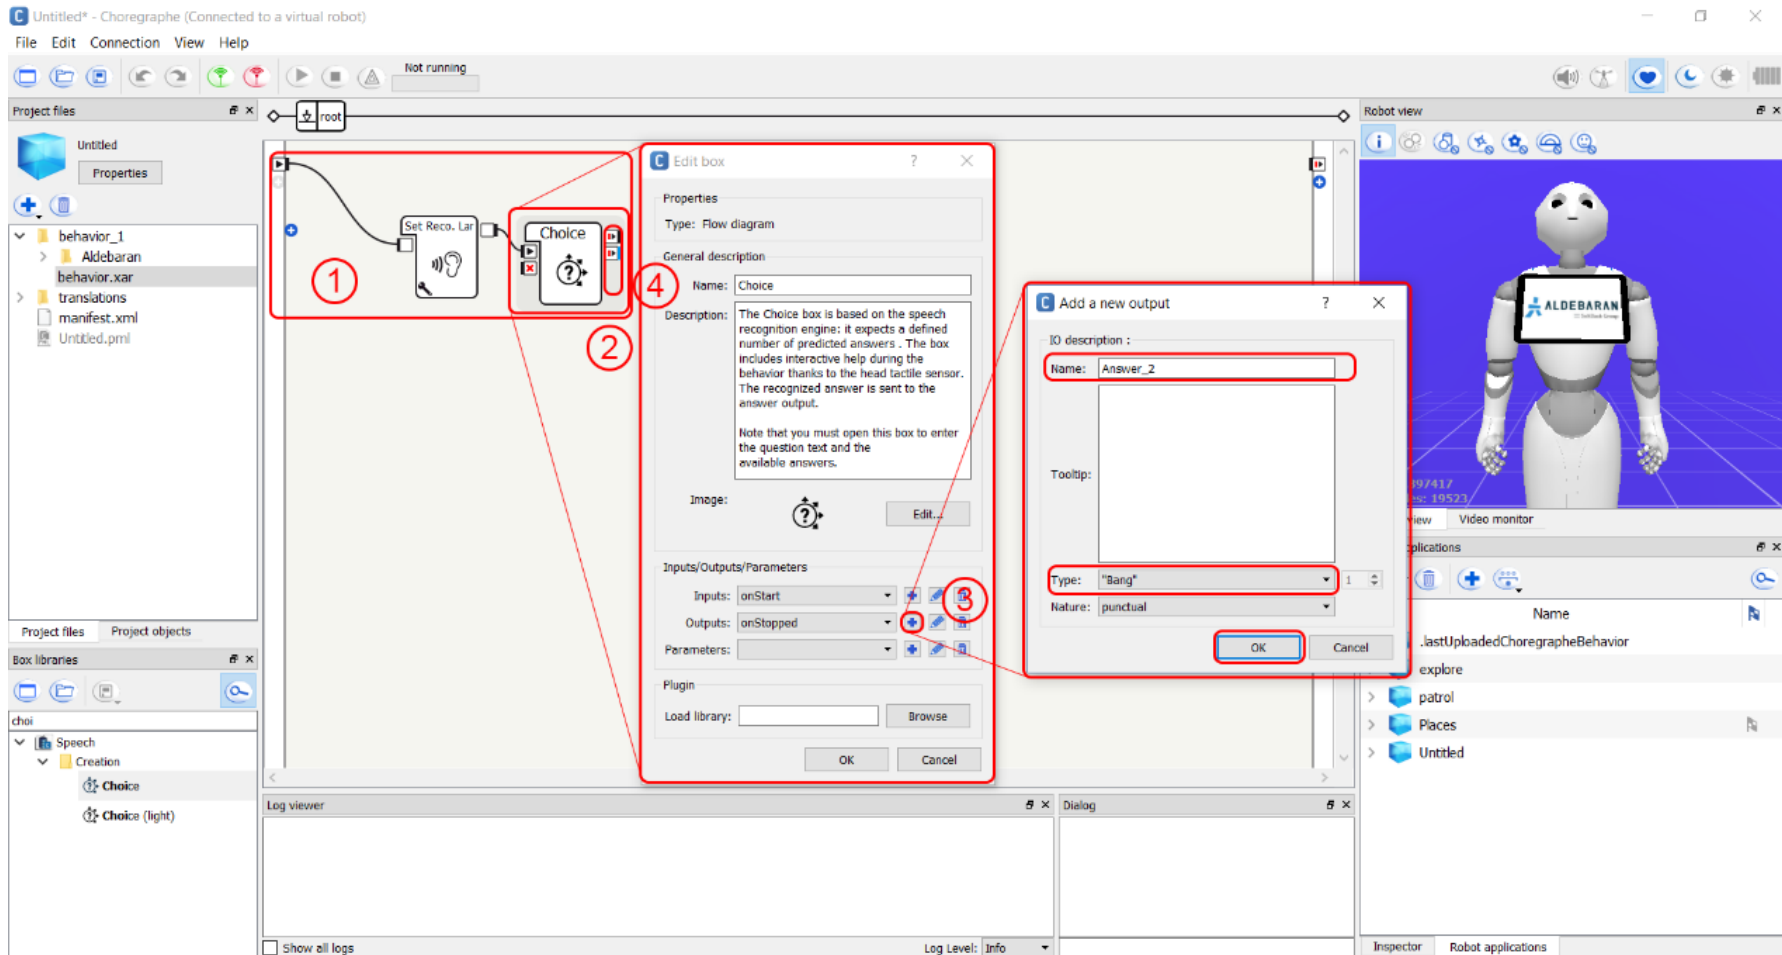 Untitled* - Choregraphe (Connected to a virtual robot)
File Edit Connection View Help
Not running
Project files
Untitled
Properties
behavior_1
Aldebaran
behavior.xar
translations
manifest.xml
Untitled.pml
Project files Project objects
Box libraries
choi
Speech
Creation
Choice
Choice (light)
root
1
Set Reco. Lan
Choice
2
4
Edit box
Properties
Type: Flow diagram
General description
Name: Choice
Description: The Choice box is based on the speech
recognition engine: it expects a defined
number of predicted answers . The box
includes interactive help during the
behavior thanks to the head tactile sensor.
The recognized answer is sent to the
answer output.
Note that you must open this box to enter
the question text and the
available answers.
Image:
Edit...
Inputs/Outputs/Parameters
Inputs: onStart
3
Outputs: onStopped
Parameters:
Plugin
Load library: Browse
OK Cancel
Add a new output
IO description :
Name: Answer_2
Tooltip:
Type: "Bang" 1
Nature: punctual
OK Cancel
Log viewer
Show all logs
Log Level: Info
Dialog
Robot view
ALDEBARAN
397417
es: 19523
iew Video monitor
plications
Name
.lastUploadedChoregrapheBehavior
explore
patrol
Places
Untitled
Inspector Robot applications